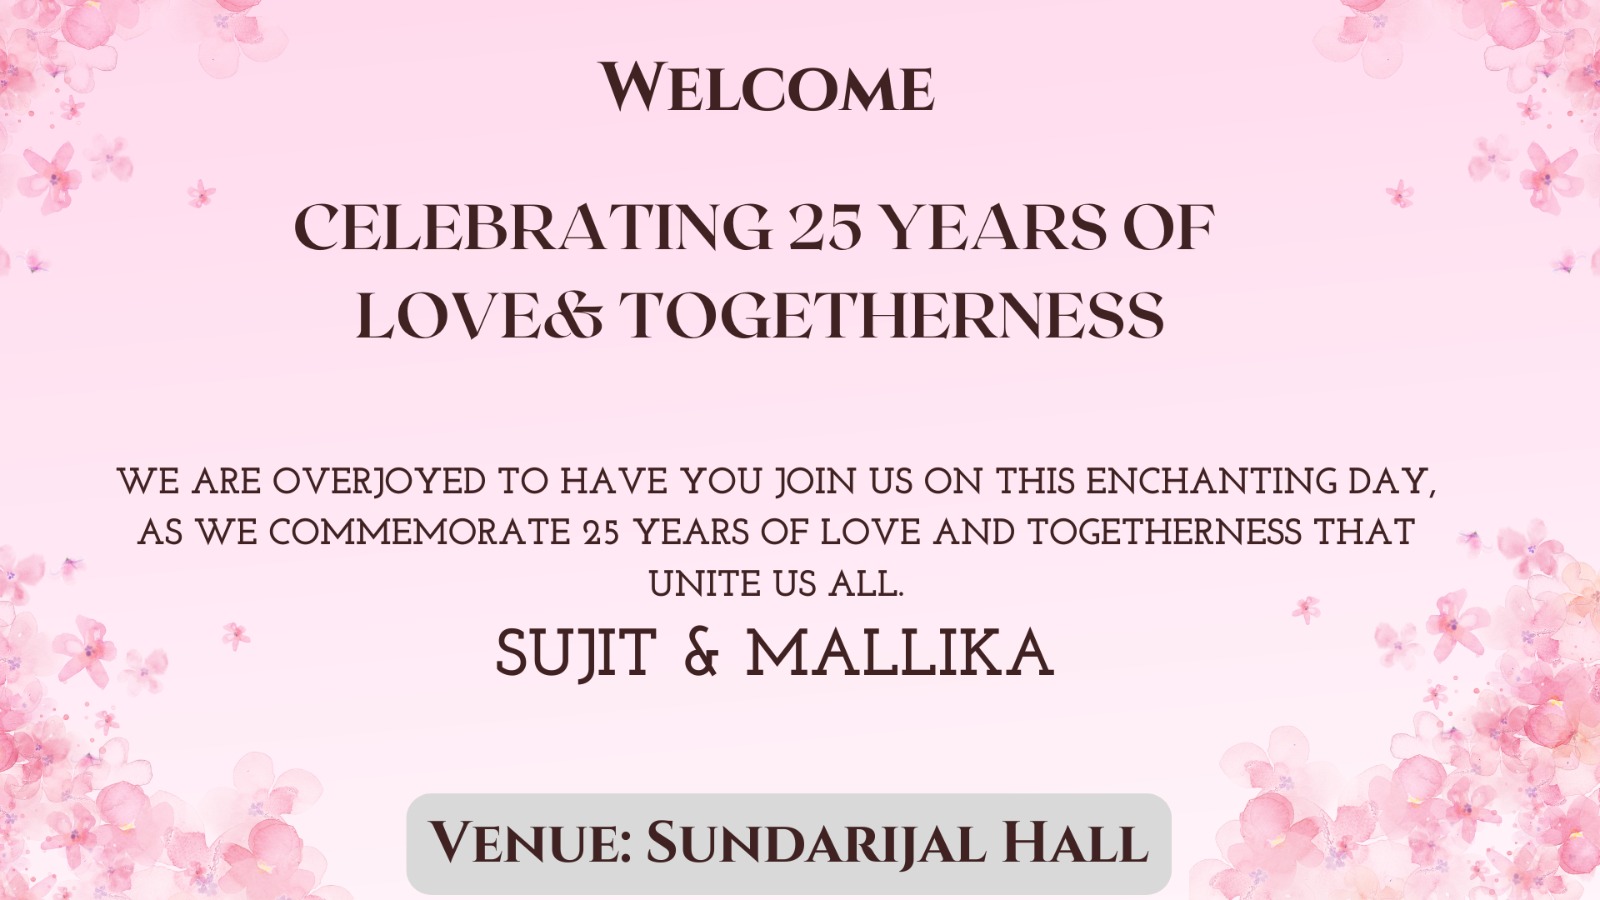 Welcome
CELEBRATING 25 YEARS OF
LOVE& TOGETHERNESS
WE ARE OVERJOYED TO HAVE YOU JOIN US ON THIS ENCHANTING DAY,
AS WE COMMEMORATE 25 YEARS OF LOVE AND TOGETHERNESS THAT
UNITE US ALL.
SUJIT & MALLIKA
Venue: Sundarijal Hall